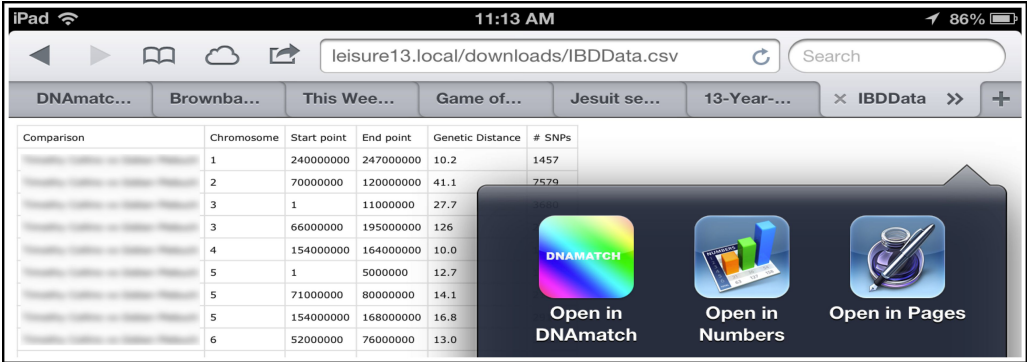 iPad 11:13 AM 86%
leisure13.local/downloads/IBDData.csv Search
DNAmatc... Brownba... This Wee... Game of... Jesuit se... 13-Year-... × IBDData >> +
Comparison Chromosome Start point End point Genetic Distance # SNPs
1 240000000 247000000 10.2 1457
2 70000000 120000000 41.1 7579
3 1 11000000 27.7
3 66000000 195000000 126
4 154000000 164000000 10.0
5 1 5000000 12.7
5 71000000 80000000 14.1
5 154000000 168000000 16.8
6 52000000 76000000 13.0
DNAMATCH NUMBERS
Open in DNAmatch
Open in Numbers
Open in Pages